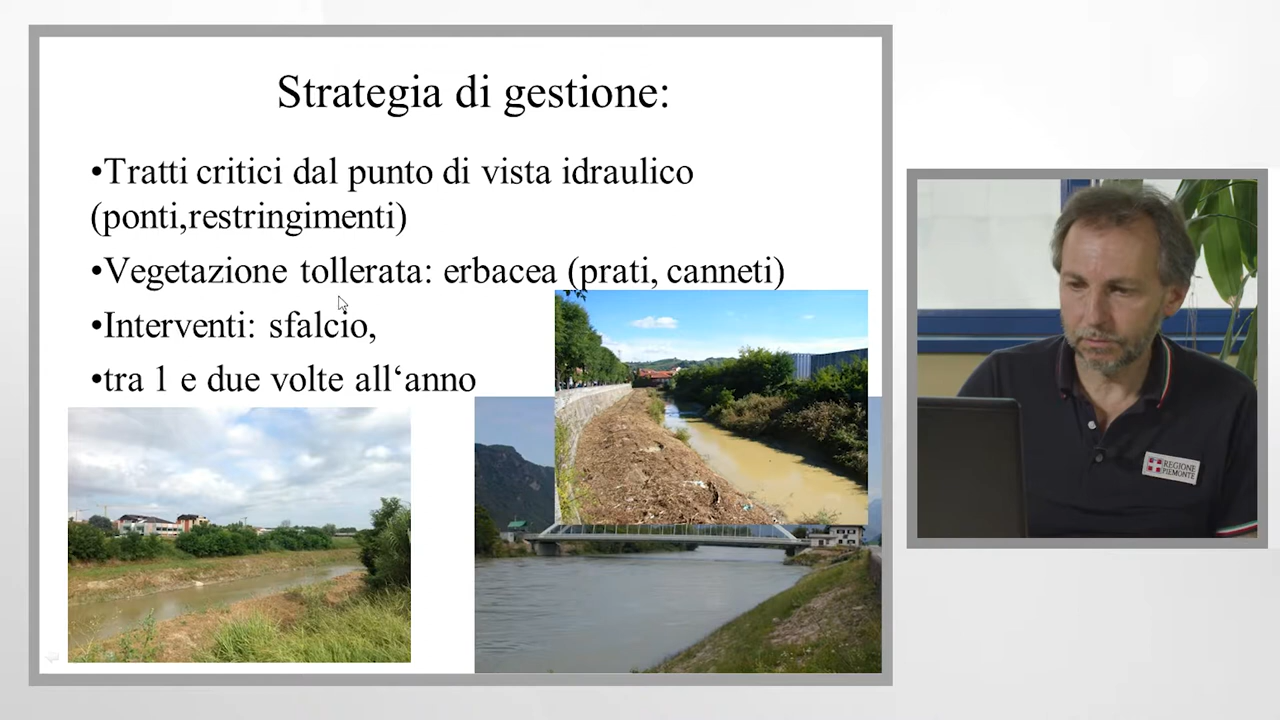 Strategia di gestione:
•Tratti critici dal punto di vista idraulico
(ponti,restringimenti)
•Vegetazione tollerata: erbacea (prati, canneti)
•Interventi: sfalcio,
•tra 1 e due volte all‘anno
REGIONE
PIEMONTE